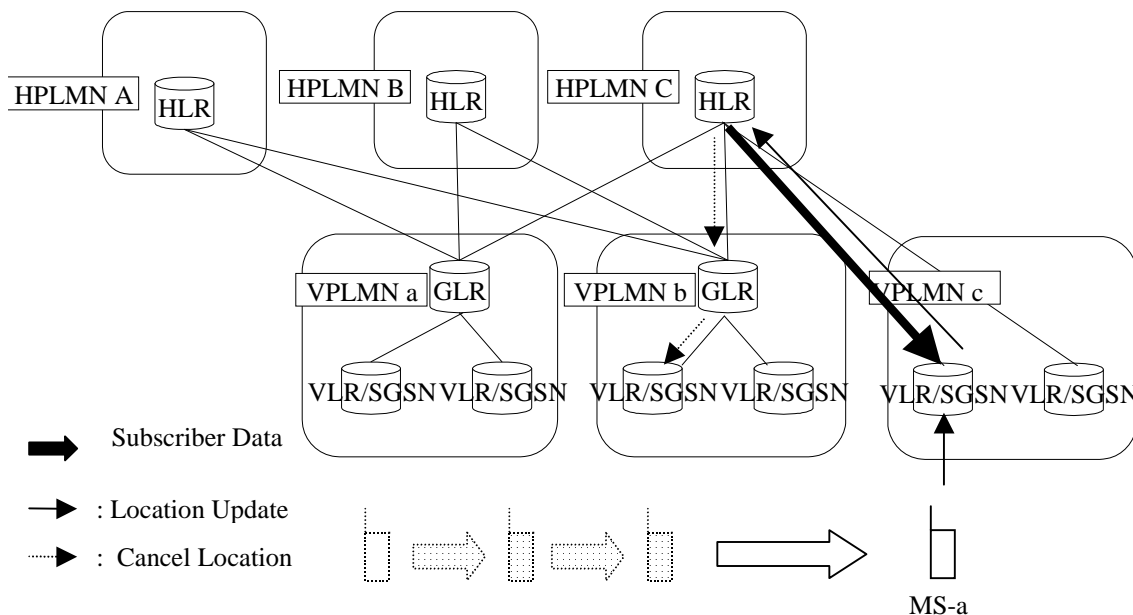 HPLMN A
HLR
HPLMN B
HLR
HPLMN C
HLR
VPLMN a
GLR
VPLMN b
GLR
VPLMN c
VLR/SGSN
VLR/SGSN
VLR/SGSN
VLR/SGSN
VLR/SGSN
VLR/SGSN
Subscriber Data
: Location Update
: Cancel Location
MS-a